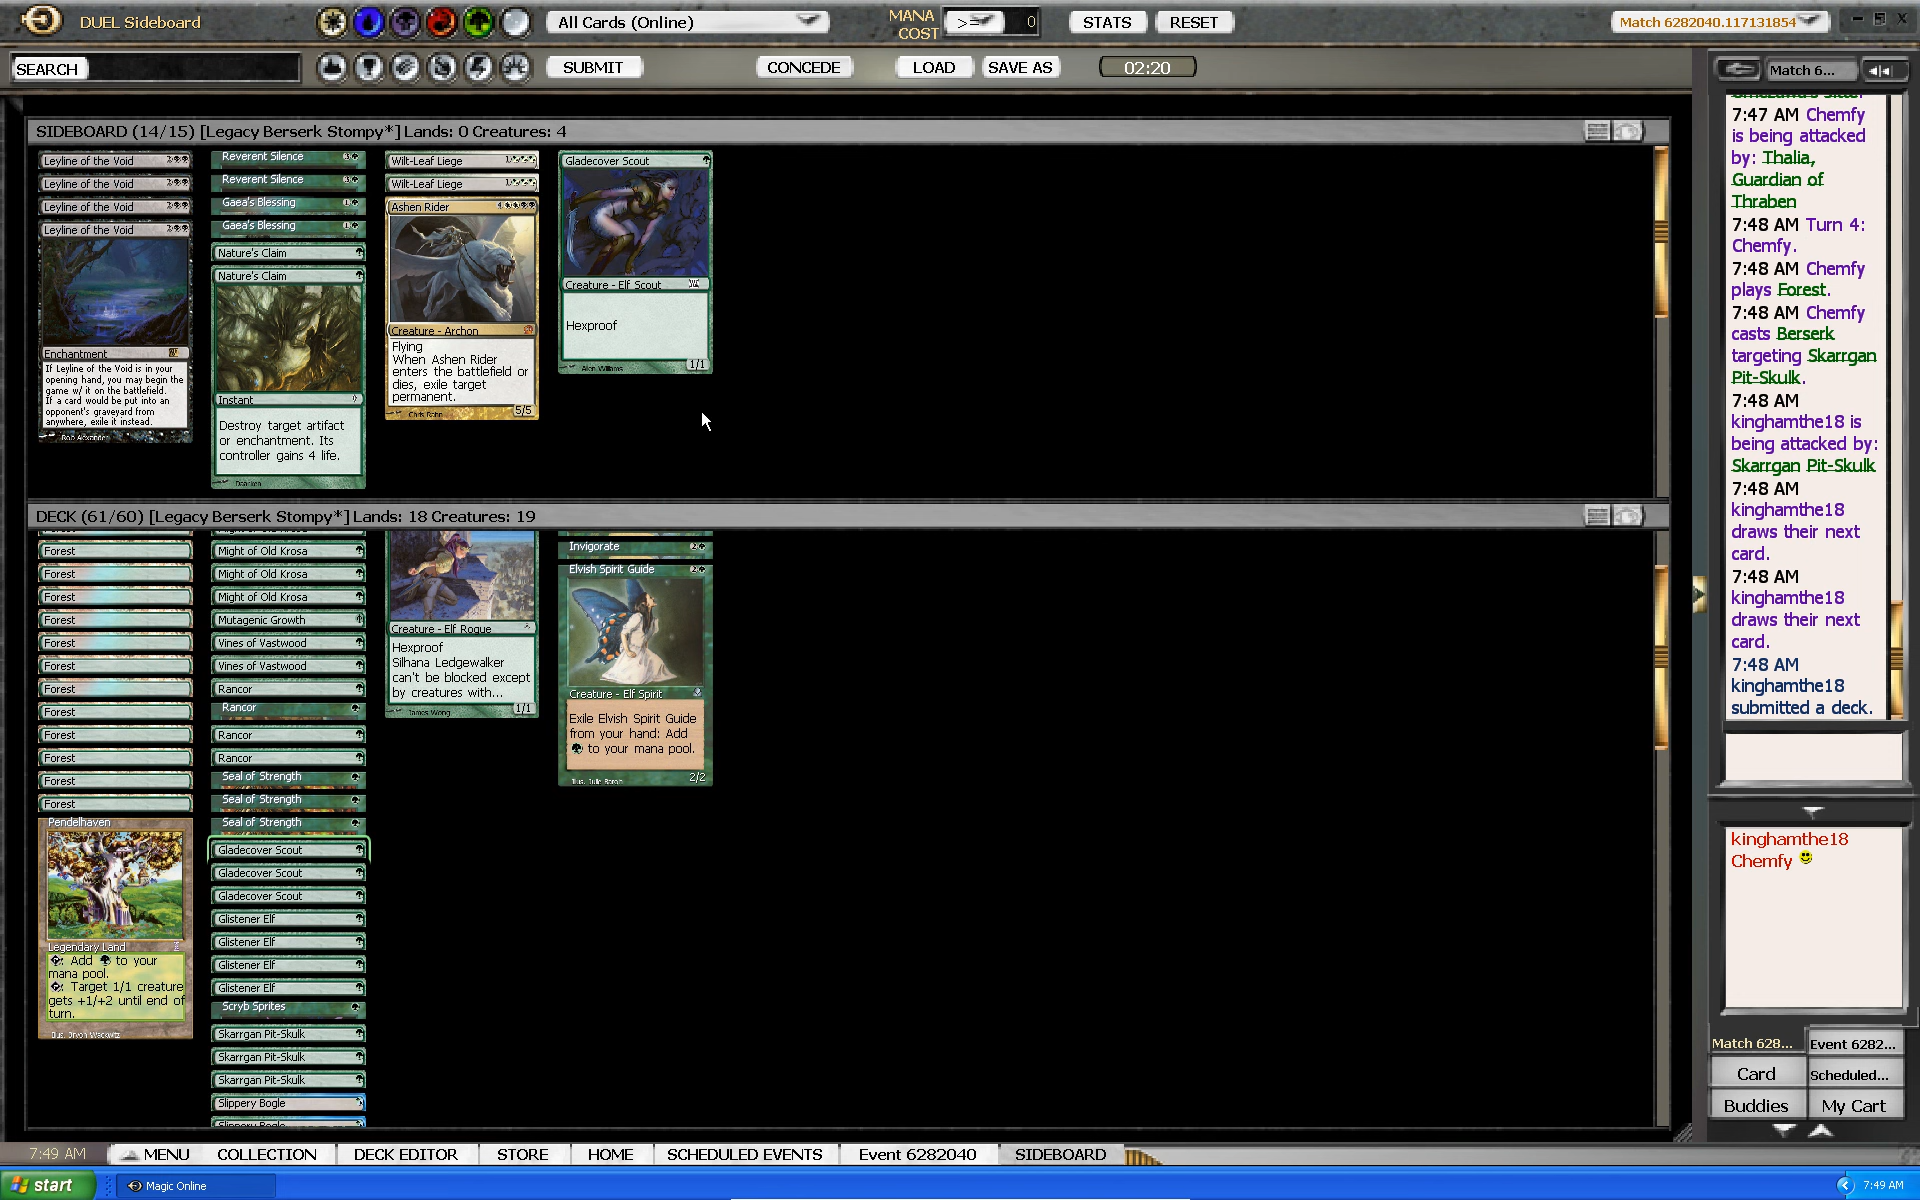 DUEL Sideboard
All Cards (Online)
MANA COST
>=
0
STATS
RESET
Match 6282040.117131854
SEARCH
SUBMIT
CONCEDE
LOAD
SAVE AS
02:20
Match 6...
SIDEBOARD (14/15) [Legacy Berserk Stompy*] Lands: 0 Creatures: 4
Leyline of the Void
Leyline of the Void
Leyline of the Void
Leyline of the Void
Enchantment
If Leyline of the Void is in your
opening hand, you may begin the
game w/ it on the battlefield.
If a card would be put into an
opponent's graveyard from
anywhere, exile it instead.
Rob Alexander
Reverent Silence
Reverent Silence
Gaea's Blessing
Gaea's Blessing
Nature's Claim
Nature's Claim
Instant
Destroy target artifact
or enchantment. Its
controller gains 4 life.
Daarken
Wilt-Leaf Liege
Wilt-Leaf Liege
Ashen Rider
Creature - Archon
Flying
When Ashen Rider
enters the battlefield or
dies, exile target
permanent.
Chris Rahn
5/5
Gladecover Scout
Creature - Elf Scout
Hexproof
1/1
DECK (61/60) [Legacy Berserk Stompy*] Lands: 18 Creatures: 19
Forest
Forest
Forest
Forest
Forest
Forest
Forest
Forest
Forest
Forest
Forest
Forest
Pendelhaven
Legendary Land
: Add to your
mana pool.
: Target 1/1 creature
gets +1/+2 until end of
turn.
Might of Old Krosa
Might of Old Krosa
Might of Old Krosa
Might of Old Krosa
Mutagenic Growth
Vines of Vastwood
Vines of Vastwood
Rancor
Rancor
Rancor
Rancor
Seal of Strength
Seal of Strength
Seal of Strength
Gladecover Scout
Gladecover Scout
Gladecover Scout
Glistener Elf
Glistener Elf
Glistener Elf
Glistener Elf
Scryb Sprites
Skarrgan Pit-Skulk
Skarrgan Pit-Skulk
Skarrgan Pit-Skulk
Slippery Bogle
Slippery Bogle
Creature - Elf Rogue
Hexproof
Silhana Ledgewalker
can't be blocked except
by creatures with...
James Wong
1/1
Invigorate
Elvish Spirit Guide
Creature - Elf Spirit
Exile Elvish Spirit Guide
from your hand: Add
to your mana pool.
2/2
7:47 AM Chemfy
is being attacked
by: Thalia,
Guardian of
Thraben
7:48 AM Turn 4:
Chemfy.
7:48 AM Chemfy
plays Forest.
7:48 AM Chemfy
casts Berserk
targeting Skarrgan
Pit-Skulk.
7:48 AM
kinghamthe18 is
being attacked by:
Skarrgan Pit-Skulk
7:48 AM
kinghamthe18
draws their next
card.
7:48 AM
kinghamthe18
draws their next
card.
7:48 AM
kinghamthe18
submitted a deck.
kinghamthe18
Chemfy
Match 628...
Event 6282...
Card
Scheduled...
Buddies
My Cart
7:49 AM
MENU
COLLECTION
DECK EDITOR
STORE
HOME
SCHEDULED EVENTS
Event 6282040
SIDEBOARD
start
Magic Online
7:49 AM